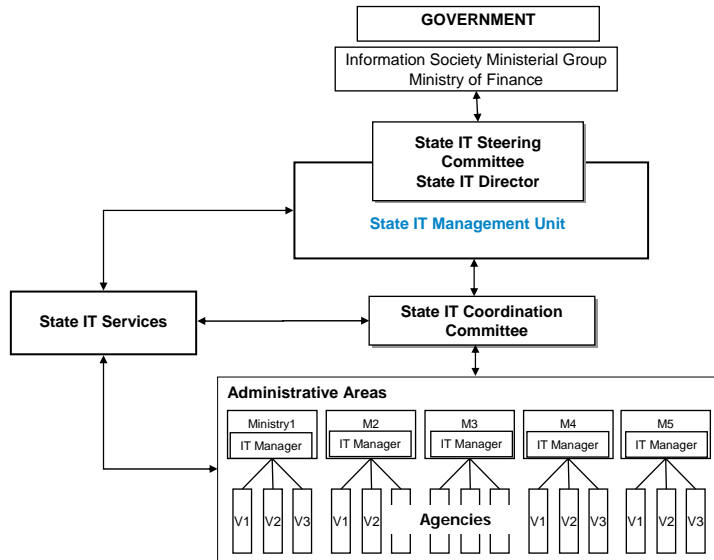 GOVERNMENT
Information Society Ministerial Group
Ministry of Finance
State IT Steering
Committee
State IT Director
State IT Management Unit
State IT Services
State IT Coordination
Committee
Administrative Areas
Ministry1 M2 M3 M4 M5
IT Manager IT Manager IT Manager IT Manager IT Manager
V1 V2 V3 V1 V2 Agencies V1 V2 V3 V1 V2 V3